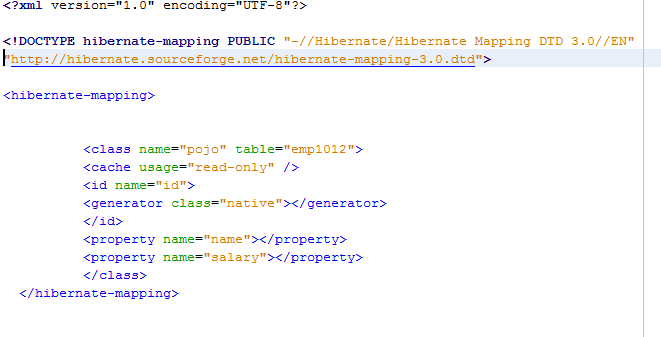 <?xml version="1.0" encoding="UTF-8"?>
<!DOCTYPE hibernate-mapping PUBLIC "-//Hibernate/Hibernate Mapping DTD 3.0//EN"
"http://hibernate.sourceforge.net/hibernate-mapping-3.0.dtd">
<hibernate-mapping>
<class name="pojo" table="emp1012">
<cache usage="read-only" />
<id name="id">
<generator class="native"></generator>
</id>
<property name="name"></property>
<property name="salary"></property>
</class>
</hibernate-mapping>